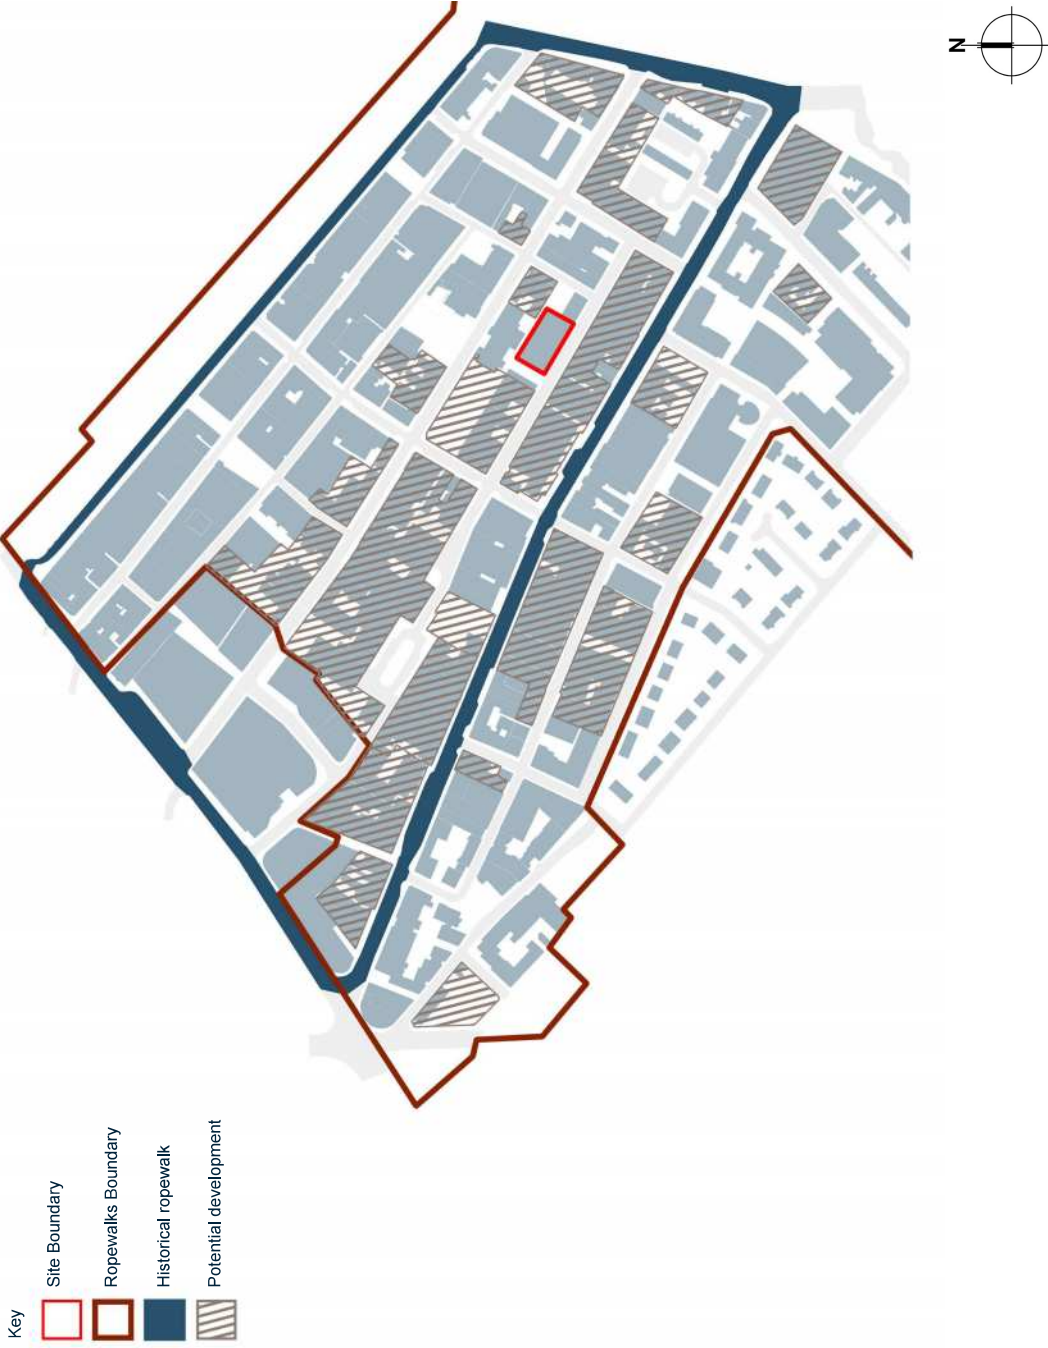 Key
Site Boundary
Ropewalks Boundary
Historical ropewalk
Potential development
N